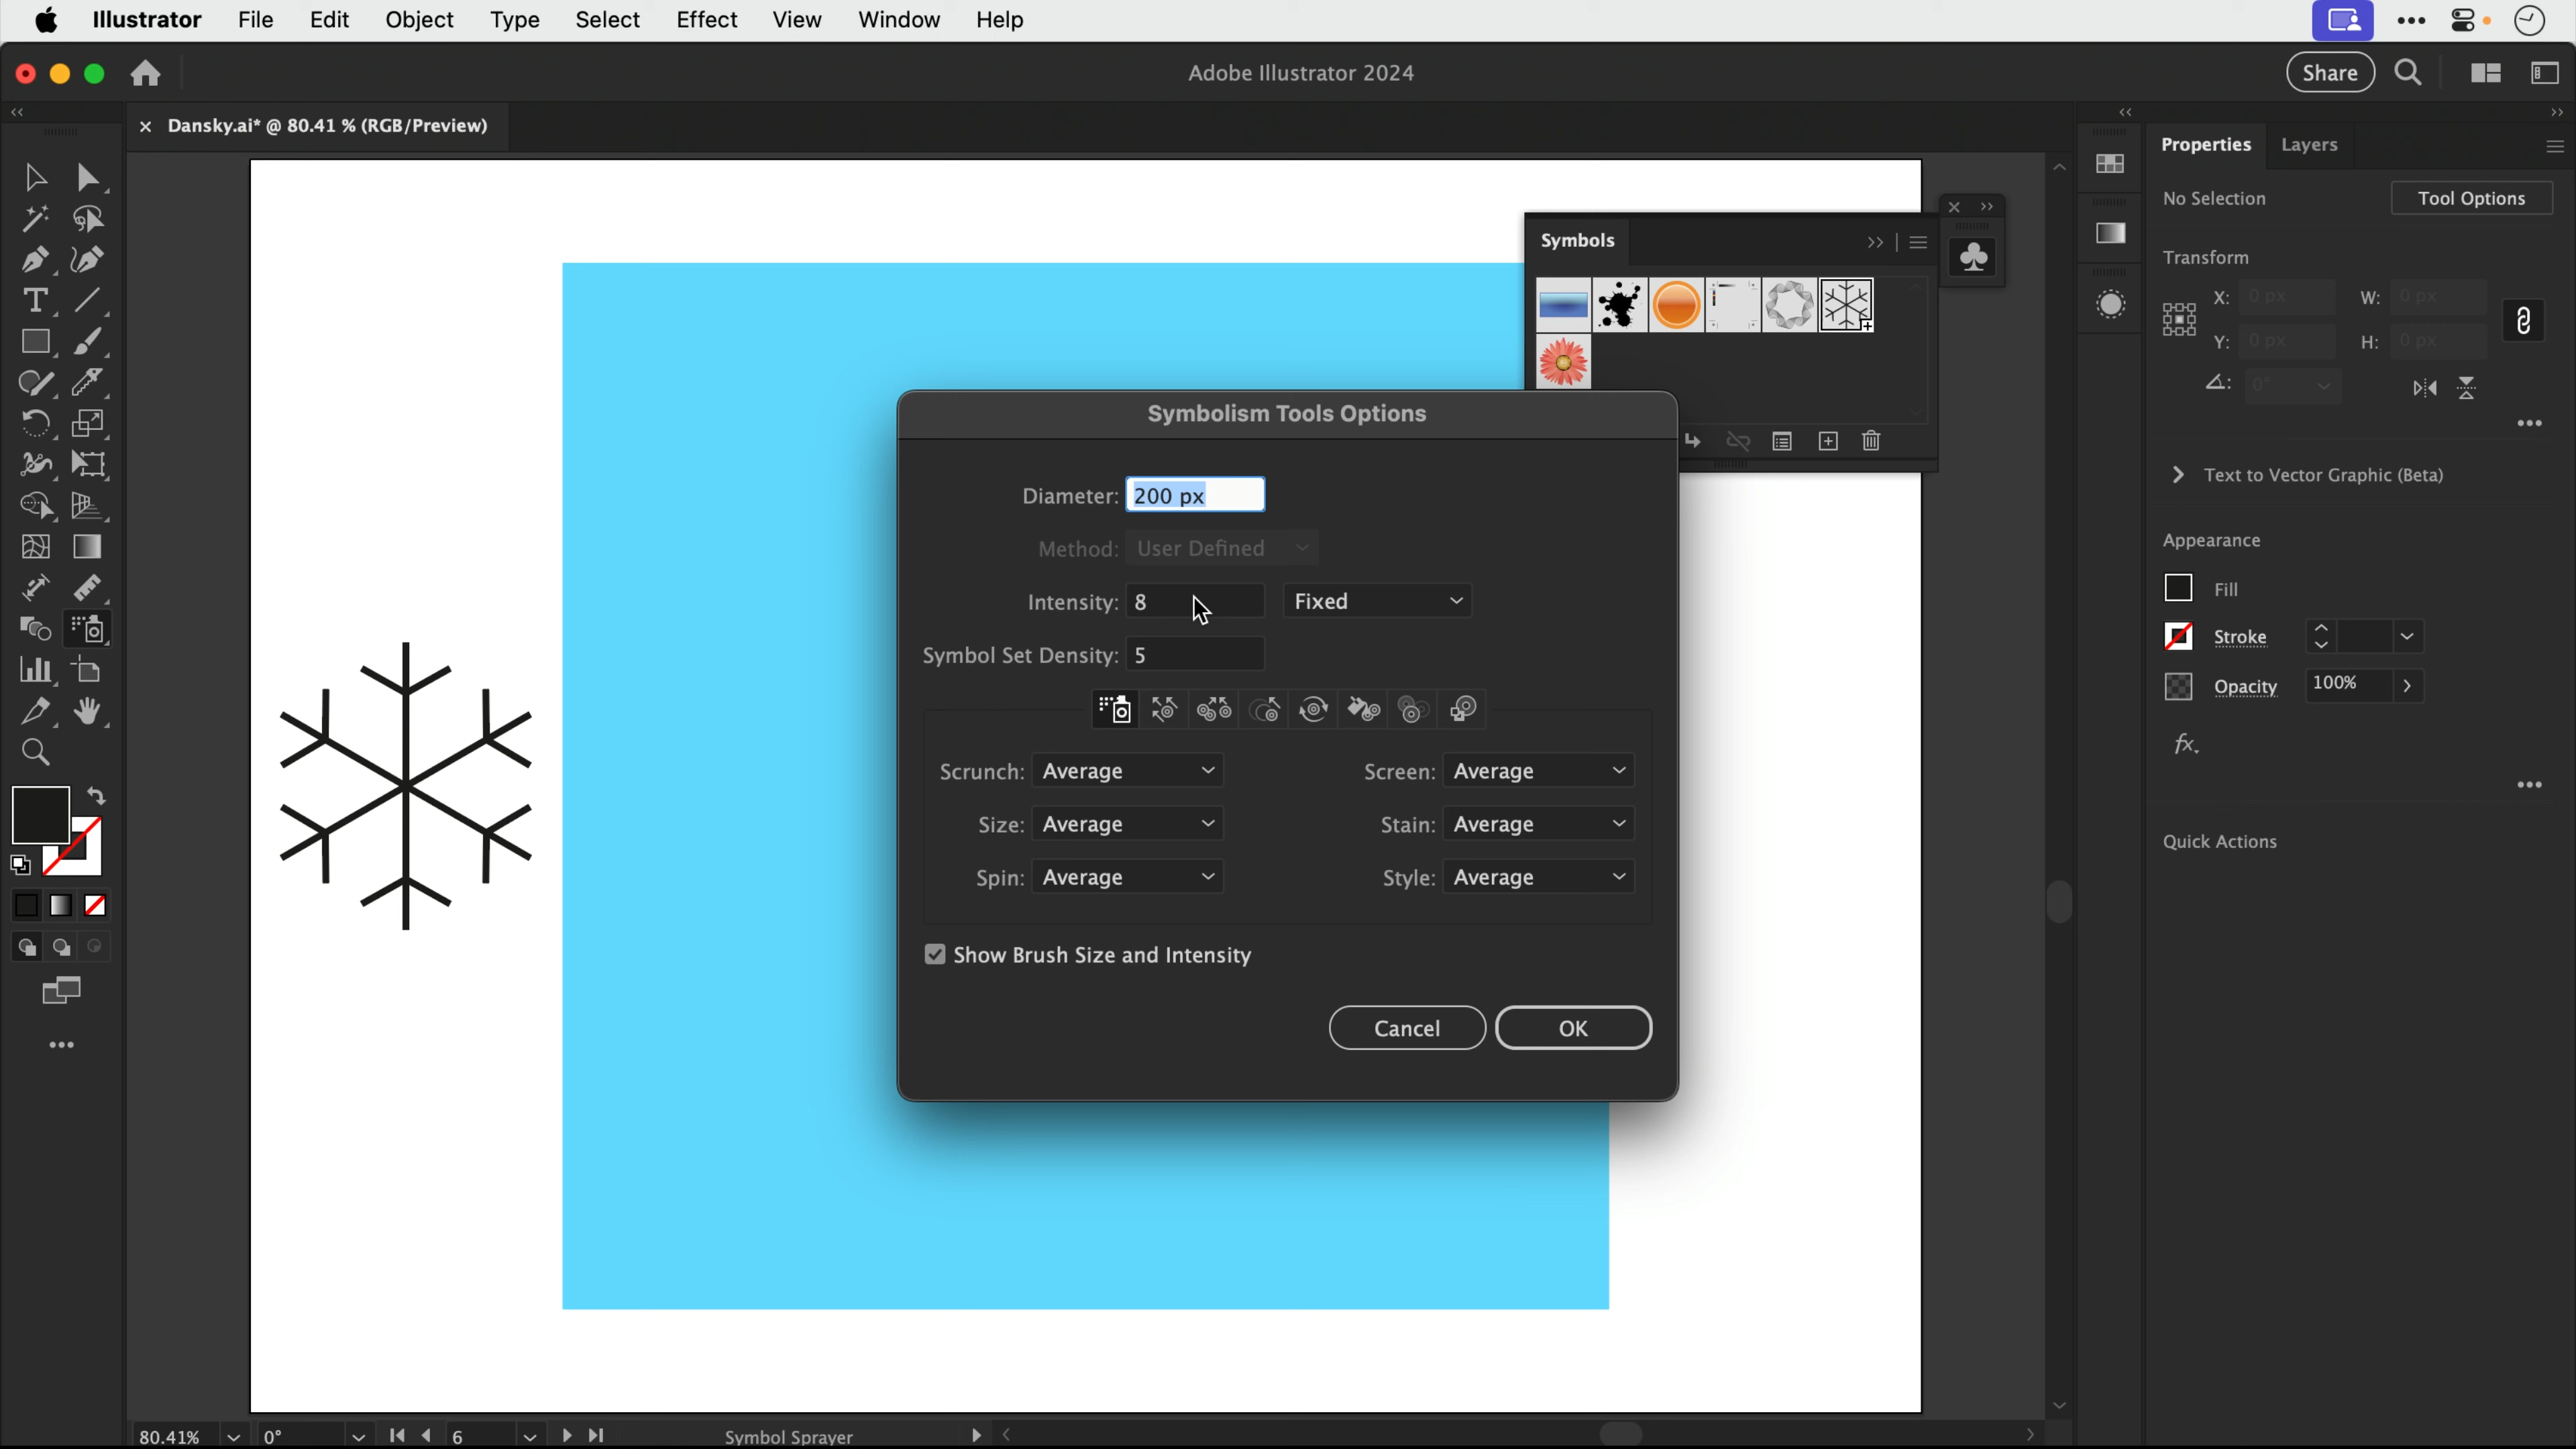 Illustrator File Edit Object Type Select Effect View Window Help
Adobe Illustrator 2024
Share
Dansky.ai* @ 80.41 % (RGB/Preview)
Properties Layers
No Selection Tool Options
Transform
X: 0 px W: 0 px
Y: 0 px H: 0 px
0°
Text to Vector Graphic (Beta)
Appearance
Fill
Stroke
Opacity 100%
fx
Quick Actions
Symbols
Symbolism Tools Options
Diameter: 200 px
Method: User Defined
Intensity: 8 Fixed
Symbol Set Density: 5
Scrunch: Average Screen: Average
Size: Average Stain: Average
Spin: Average Style: Average
Show Brush Size and Intensity
Cancel OK
80.41% 0° 6 Symbol Sprayer